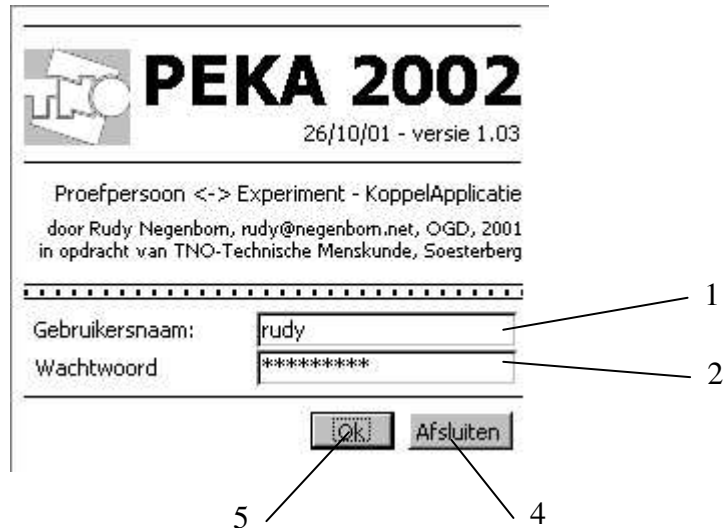 TNO PEKA 2002
26/10/01 - versie 1.03
Proefpersoon <-> Experiment - KoppelApplicatie
door Rudy Negenborn, rudy@negenborn.net, OGD, 2001
in opdracht van TNO-Technische Menskunde, Soesterberg
Gebruikersnaam: rudy 1
Wachtwoord ********* 2
Ok Afsluiten
5 4